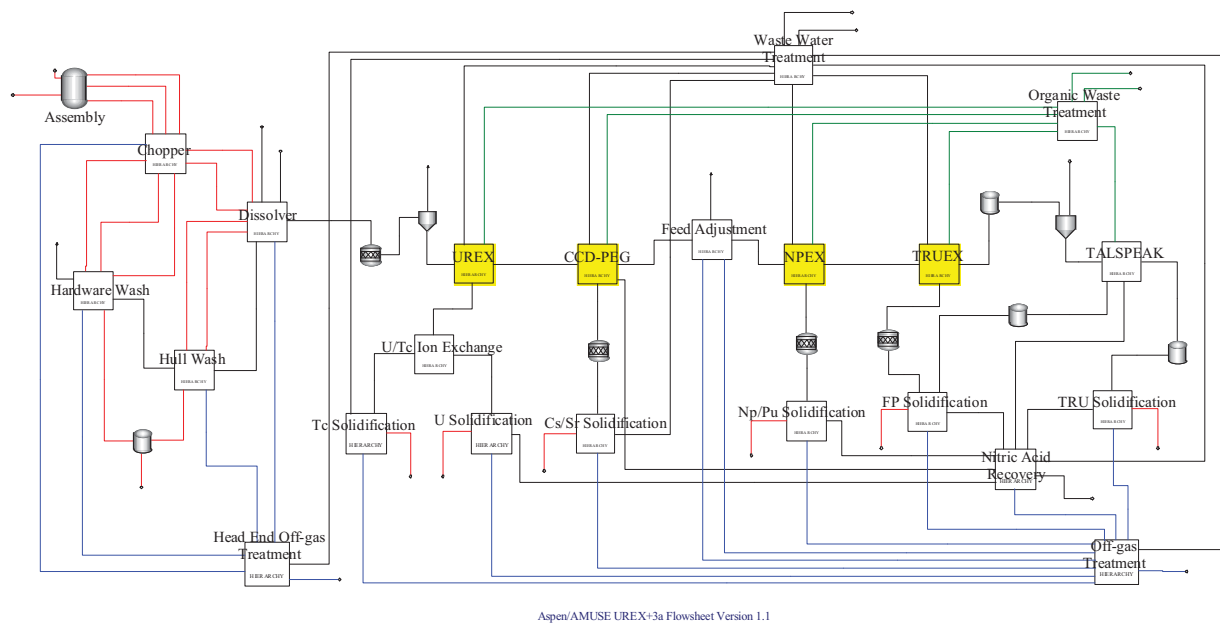 Waste Water
Treatment
HIERARCHY
Assembly
Organic Waste
Treatment
HIERARCHY
Chopper
HIERARCHY
Dissolver
HIERARCHY
Feed Adjustment
HIERARCHY
UREX
HIERARCHY
CCD-PEG
HIERARCHY
NPEX
HIERARCHY
TRUEX
HIERARCHY
TALSPEAK
HIERARCHY
Hardware Wash
HIERARCHY
U/Tc Ion Exchange
HIERARCHY
Hull Wash
HIERARCHY
Tc Solidification
HIERARCHY
U Solidification
HIERARCHY
Cs/Sr Solidification
HIERARCHY
Np/Pu Solidification
HIERARCHY
FP Solidification
HIERARCHY
TRU Solidification
HIERARCHY
Nitric Acid
Recovery
HIERARCHY
Head End Off-gas
Treatment
HIERARCHY
Off-gas
Treatment
HIERARCHY
Aspen/AMUSE UREX+3a Flowsheet Version 1.1